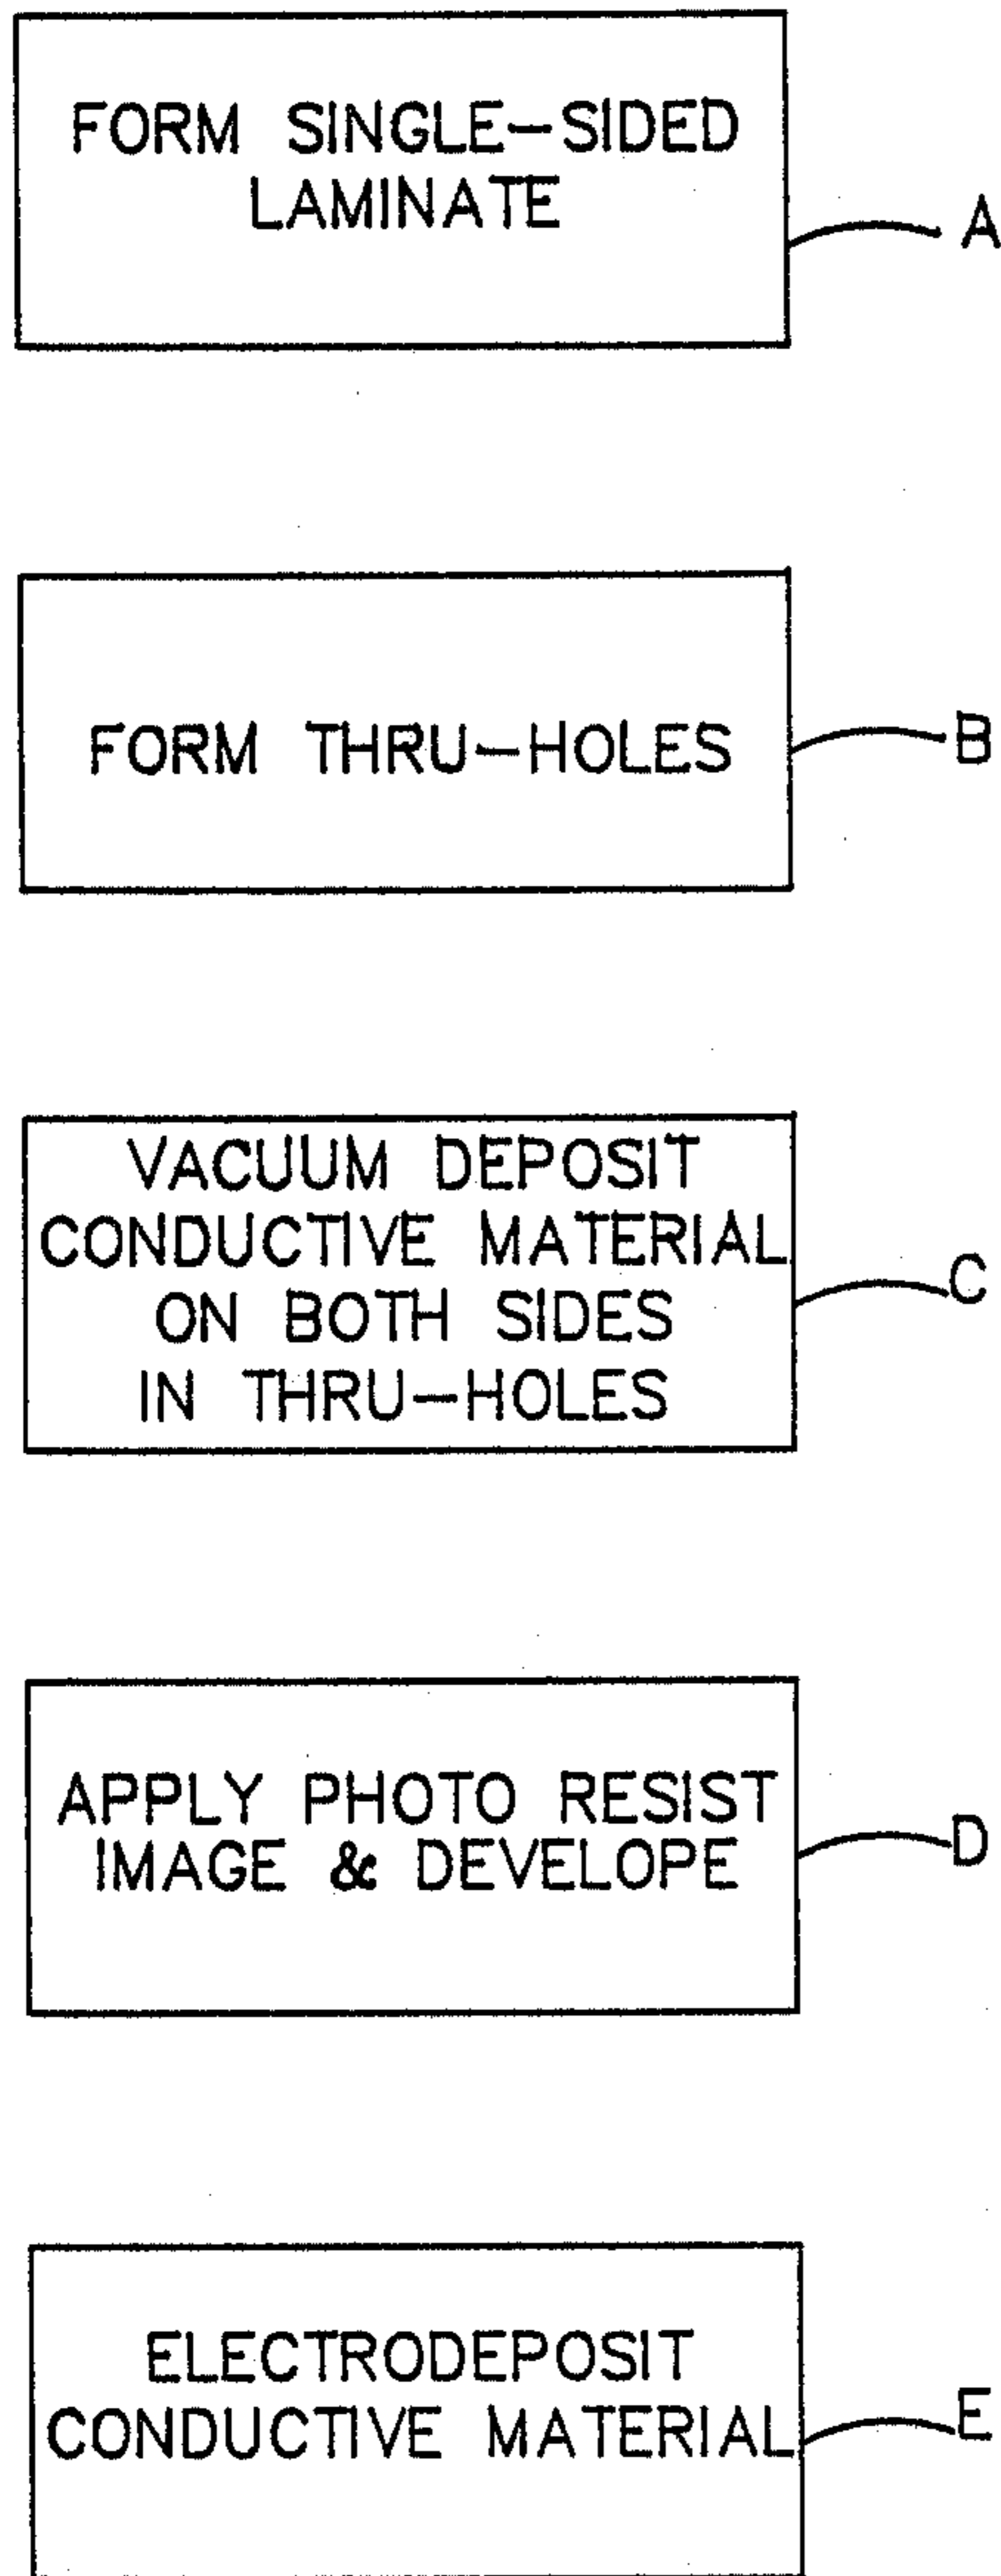 FORM SINGLE-SIDED
LAMINATE
A
FORM THRU-HOLES
B
VACUUM DEPOSIT
CONDUCTIVE MATERIAL
ON BOTH SIDES
IN THRU-HOLES
C
APPLY PHOTO RESIST
IMAGE & DEVELOPE
D
ELECTRODEPOSIT
CONDUCTIVE MATERIAL
E